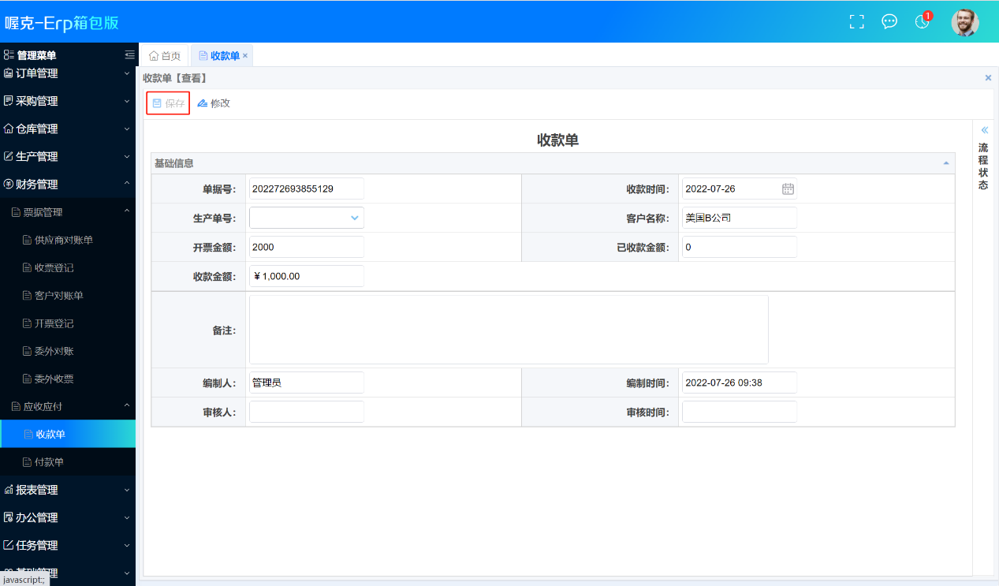 喔克-Erp箱包版
1
管理菜单
订单管理
采购管理
仓库管理
生产管理
财务管理
票据管理
供应商对账单
收票登记
客户对账单
开票登记
委外对账
委外收票
应收应付
收款单
付款单
报表管理
办公管理
任务管理
基础管理
javascript:;
首页
收款单 ×
收款单【查看】
保存
修改
收款单
基础信息
单据号: 202272693855129 收款时间: 2022-07-26
生产单号: 客户名称: 美国B公司
开票金额: 2000 已收款金额: 0
收款金额: ¥ 1,000.00
备注:
编制人: 管理员 编制时间: 2022-07-26 09:38
审核人: 审核时间:
流程状态